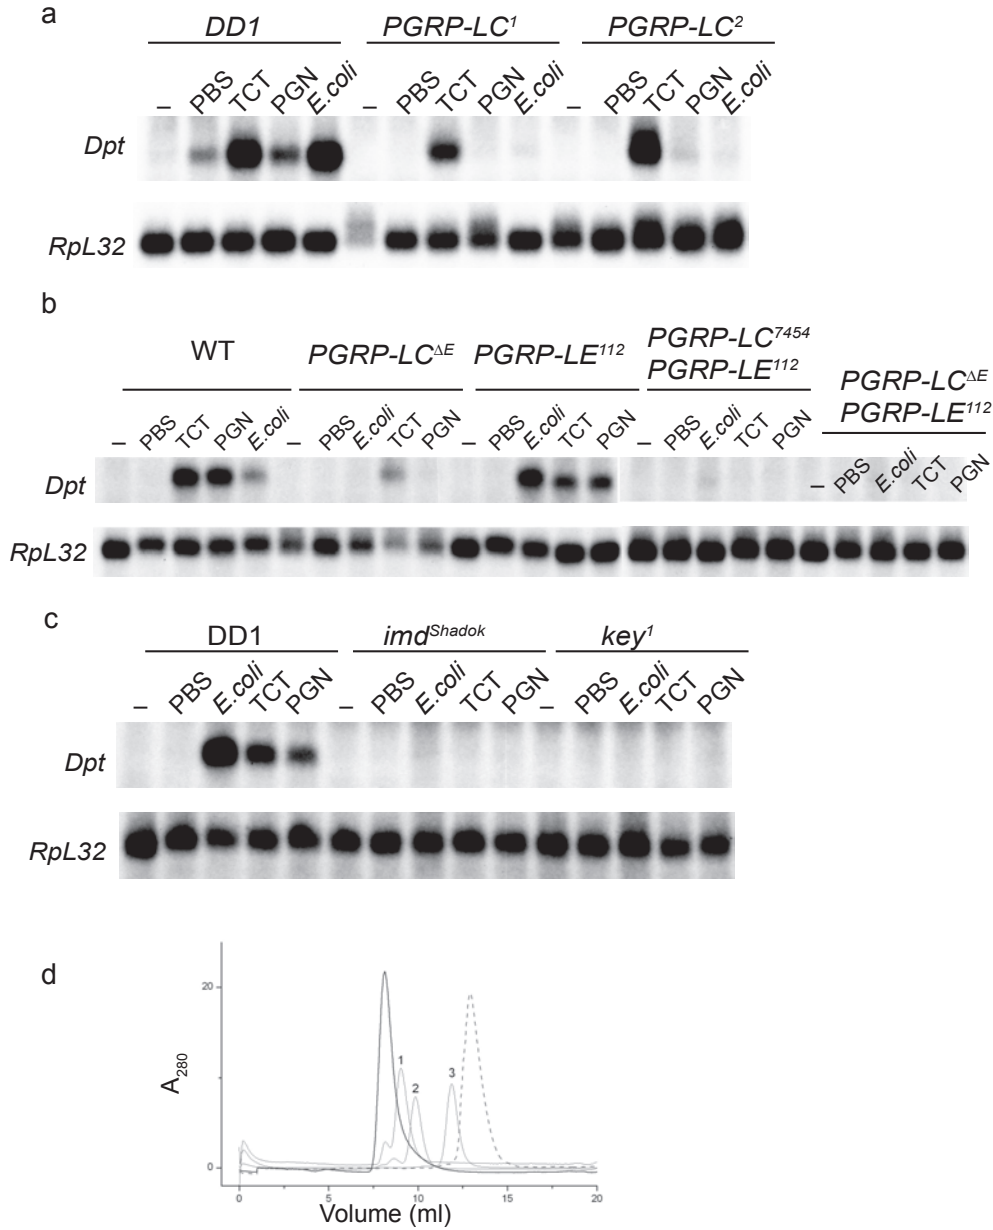 a
DD1 PGRP-LC1 PGRP-LC2
– PBS TCT PGN E.coli – PBS TCT PGN E.coli – PBS TCT PGN E.coli
Dpt
RpL32
b
WT PGRP-LCΔE PGRP-LE112 PGRP-LC7454 PGRP-LE112 PGRP-LCΔE PGRP-LE112
– PBS TCT PGN E.coli – PBS E.coli TCT PGN – PBS E.coli TCT PGN – PBS E.coli TCT PGN – PBS E.coli TCT PGN
Dpt
RpL32
c
DD1 imdShadok key1
– PBS E.coli TCT PGN – PBS E.coli TCT PGN – PBS E.coli TCT PGN
Dpt
RpL32
d
A280
20
0
1
2
3
0 5 10 15 20
Volume (ml)